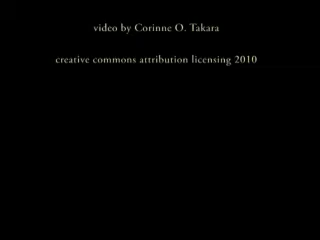 video by Corinne O. Takara
creative commons attribution licensing 2010